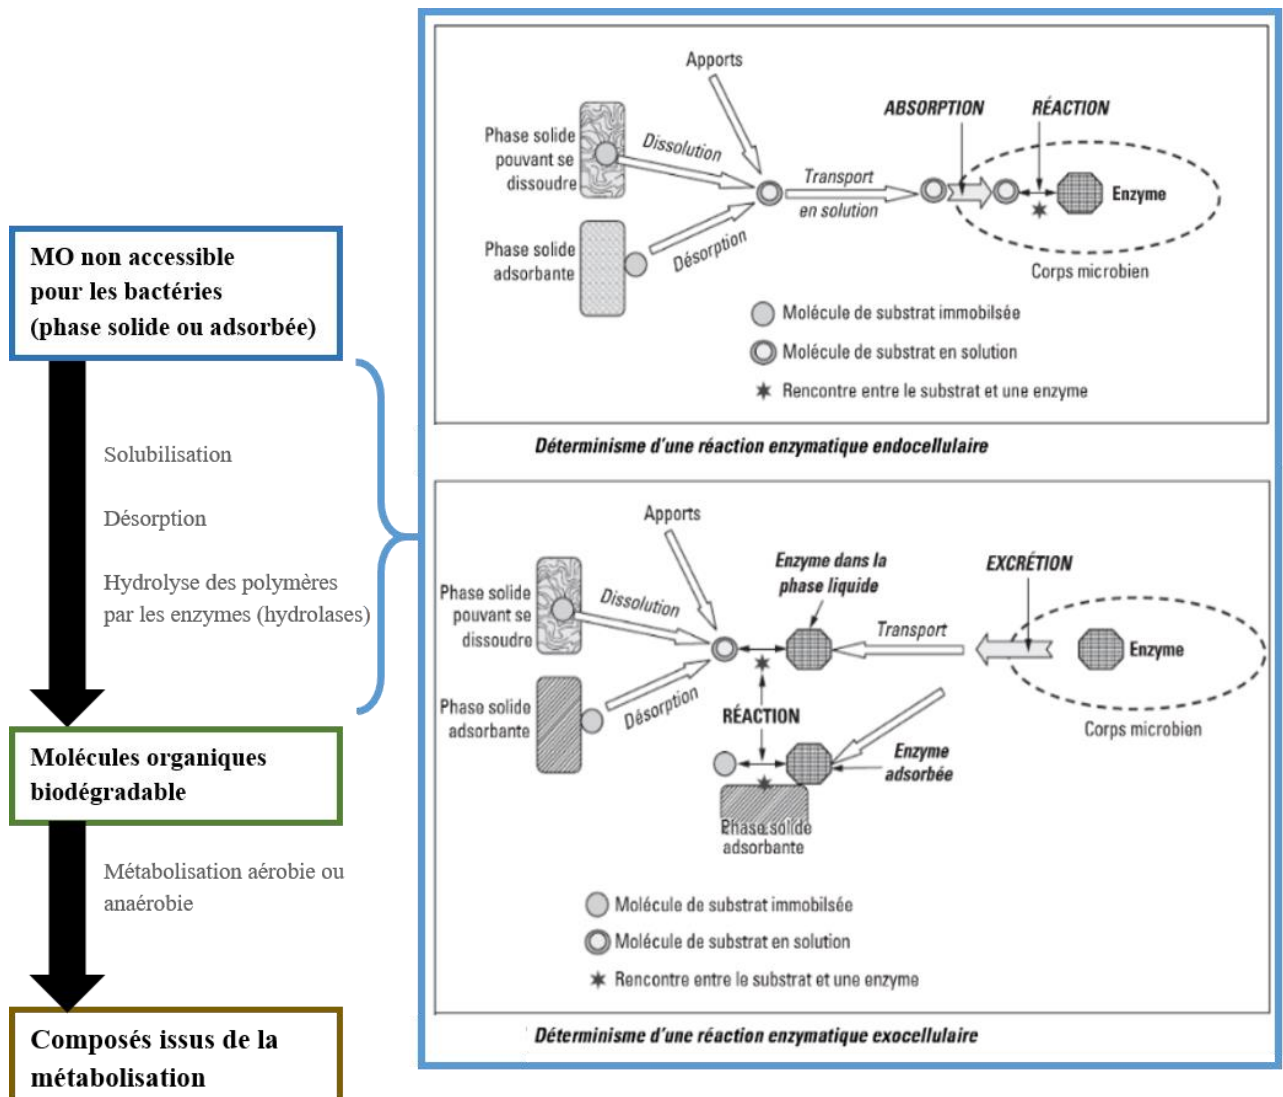 MO non accessible
pour les bactéries
(phase solide ou adsorbée)
Solubilisation
Désorption
Hydrolyse des polymères
par les enzymes (hydrolases)
Molécules organiques
biodégradable
Métabolisation aérobie ou
anaérobie
Composés issus de la
métabolisation
Apports
Phase solide
pouvant se
dissoudre
Dissolution
ABSORPTION
RÉACTION
Transport
en solution
Enzyme
Phase solide
adsorbante
Désorption
Corps microbien
Molécule de substrat immobilsée
Molécule de substrat en solution
Rencontre entre le substrat et une enzyme
Déterminisme d'une réaction enzymatique endocellulaire
Apports
Enzyme dans la
phase liquide
EXCRÉTION
Phase solide
pouvant se
dissoudre
Dissolution
Transport
Enzyme
Phase solide
adsorbante
Désorption
RÉACTION
Corps microbien
Enzyme
adsorbée
Phase solide
adsorbante
Molécule de substrat immobilsée
Molécule de substrat en solution
Rencontre entre le substrat et une enzyme
Déterminisme d'une réaction enzymatique exocellulaire